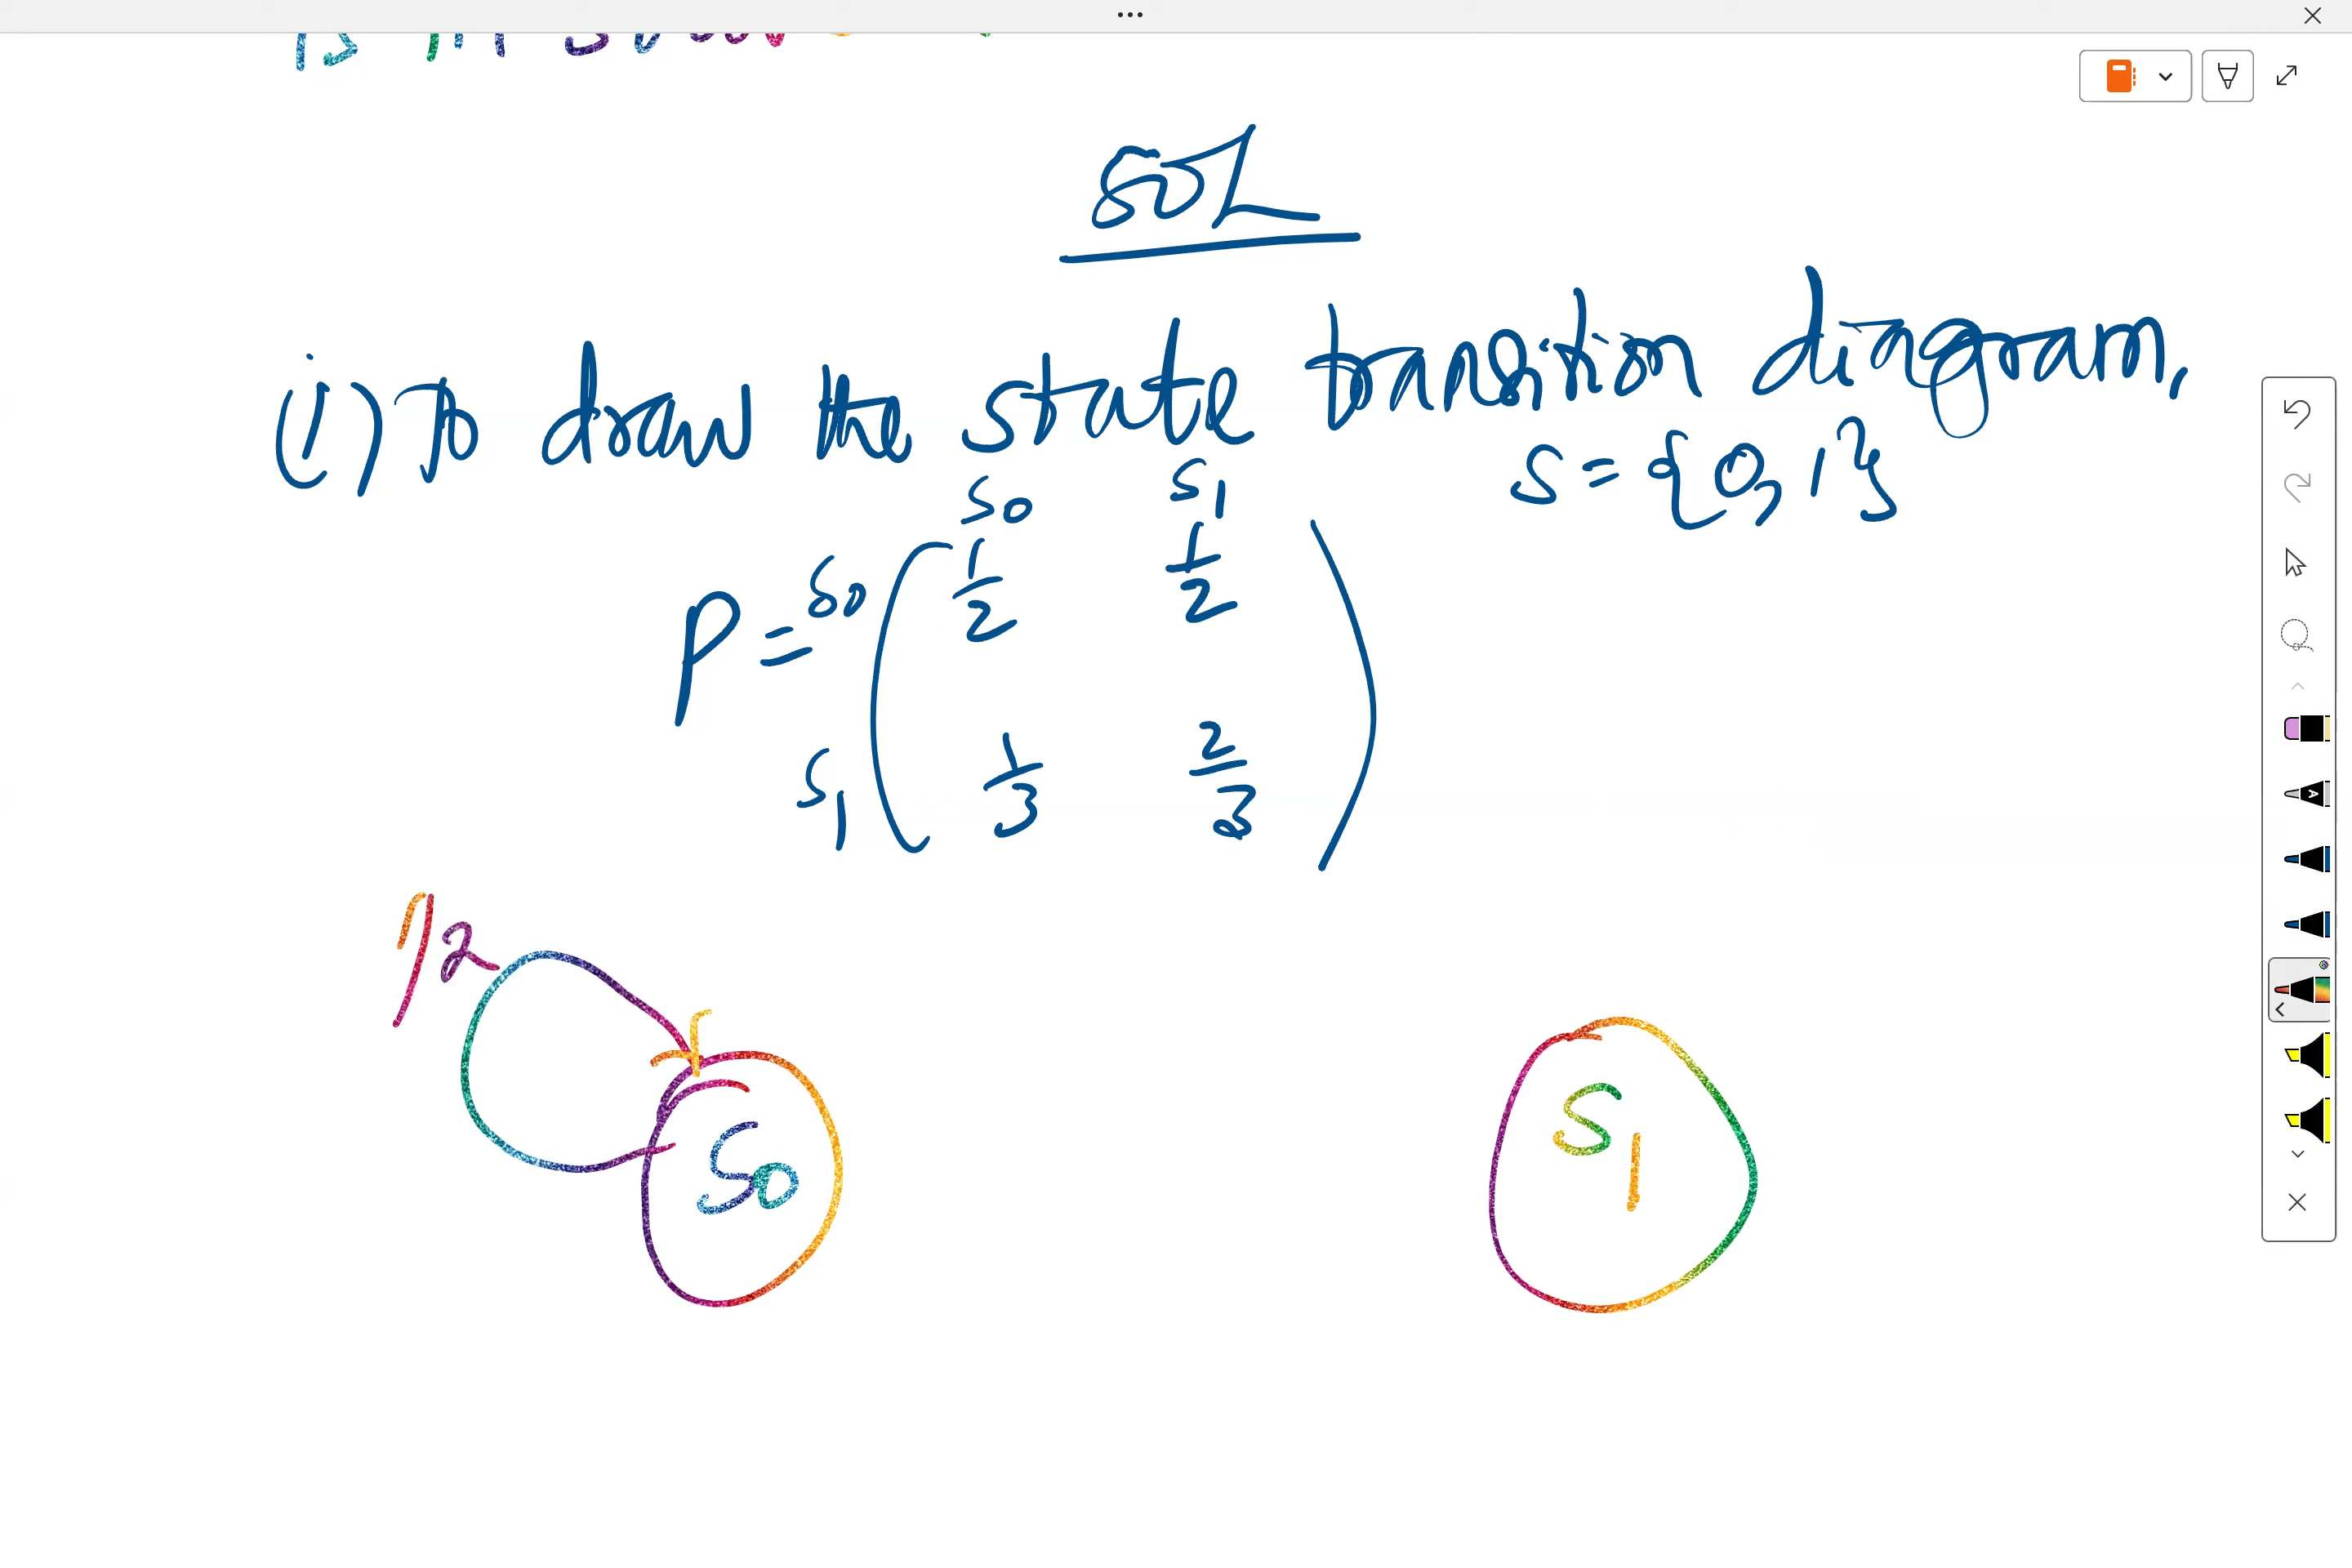 SOL
i) To draw the state transition diagram.
S = {0, 1}
S0 S1
P = S0 ( 1/2 1/2 )
S1 ( 1/3 2/3 )
1/2
S0
S1